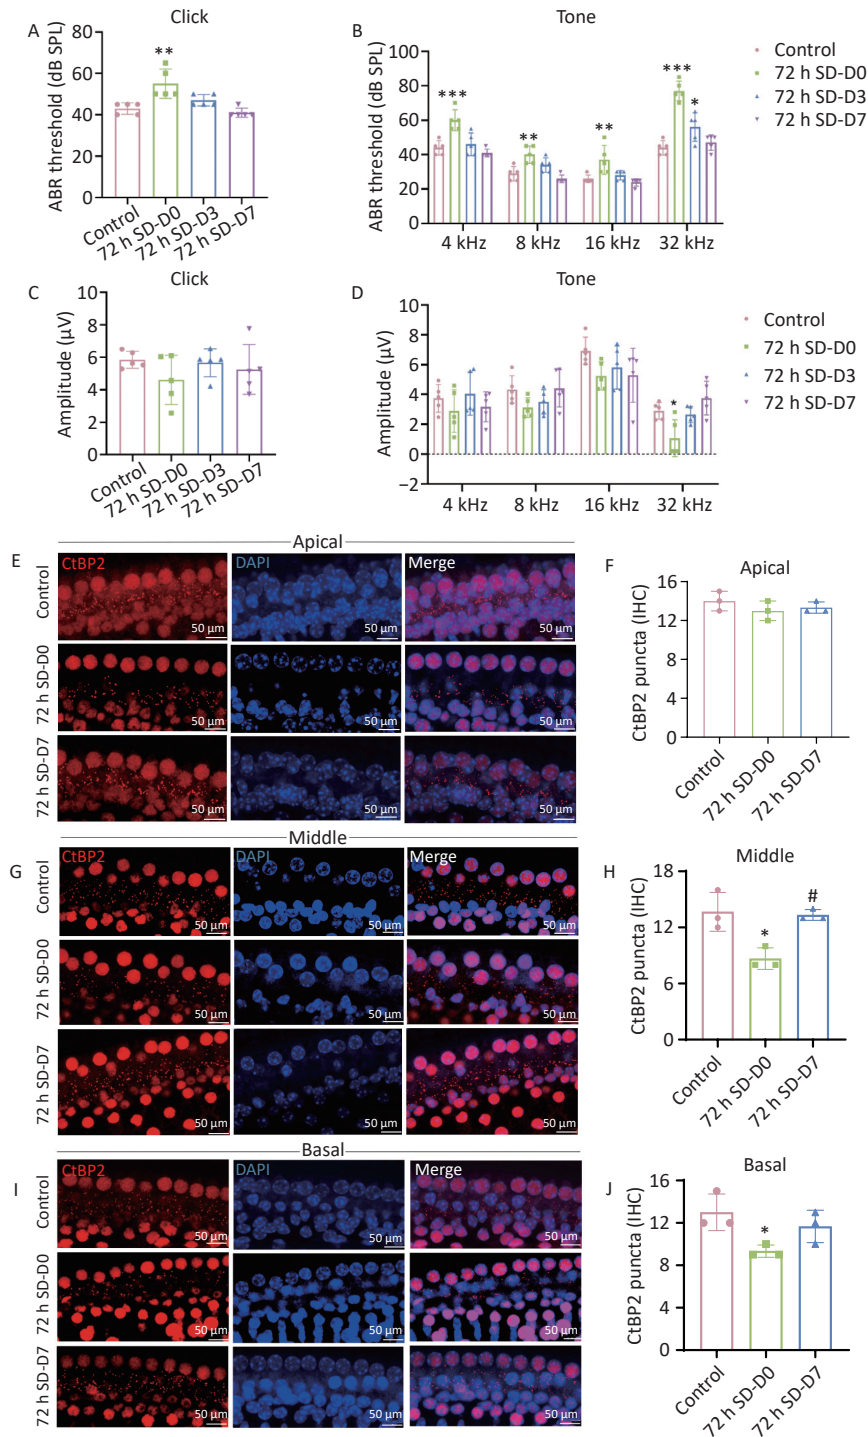 A
Click
ABR threshold (dB SPL)
80
60
40
20
0
**
Control
72 h SD-D0
72 h SD-D3
72 h SD-D7
B
Tone
ABR threshold (dB SPL)
100
80
60
40
20
0
***
**
**
***
*
4 kHz
8 kHz
16 kHz
32 kHz
Control
72 h SD-D0
72 h SD-D3
72 h SD-D7
C
Click
Amplitude (μV)
10
8
6
4
2
0
Control
72 h SD-D0
72 h SD-D3
72 h SD-D7
D
Tone
Amplitude (μV)
10
8
6
4
2
0
−2
*
4 kHz
8 kHz
16 kHz
32 kHz
Control
72 h SD-D0
72 h SD-D3
72 h SD-D7
E
Apical
CtBP2
DAPI
Merge
Control
50 μm
50 μm
50 μm
72 h SD-D0
50 μm
50 μm
50 μm
72 h SD-D7
50 μm
50 μm
50 μm
F
Apical
CtBP2 puncta (IHC)
16
12
8
4
0
Control
72 h SD-D0
72 h SD-D7
G
Middle
CtBP2
DAPI
Merge
Control
50 μm
50 μm
50 μm
72 h SD-D0
50 μm
50 μm
50 μm
72 h SD-D7
50 μm
50 μm
50 μm
H
Middle
CtBP2 puncta (IHC)
18
12
6
0
*
#
Control
72 h SD-D0
72 h SD-D7
I
Basal
CtBP2
DAPI
Merge
Control
50 μm
50 μm
50 μm
72 h SD-D0
50 μm
50 μm
50 μm
72 h SD-D7
50 μm
50 μm
50 μm
J
Basal
CtBP2 puncta (IHC)
16
12
8
4
0
*
Control
72 h SD-D0
72 h SD-D7